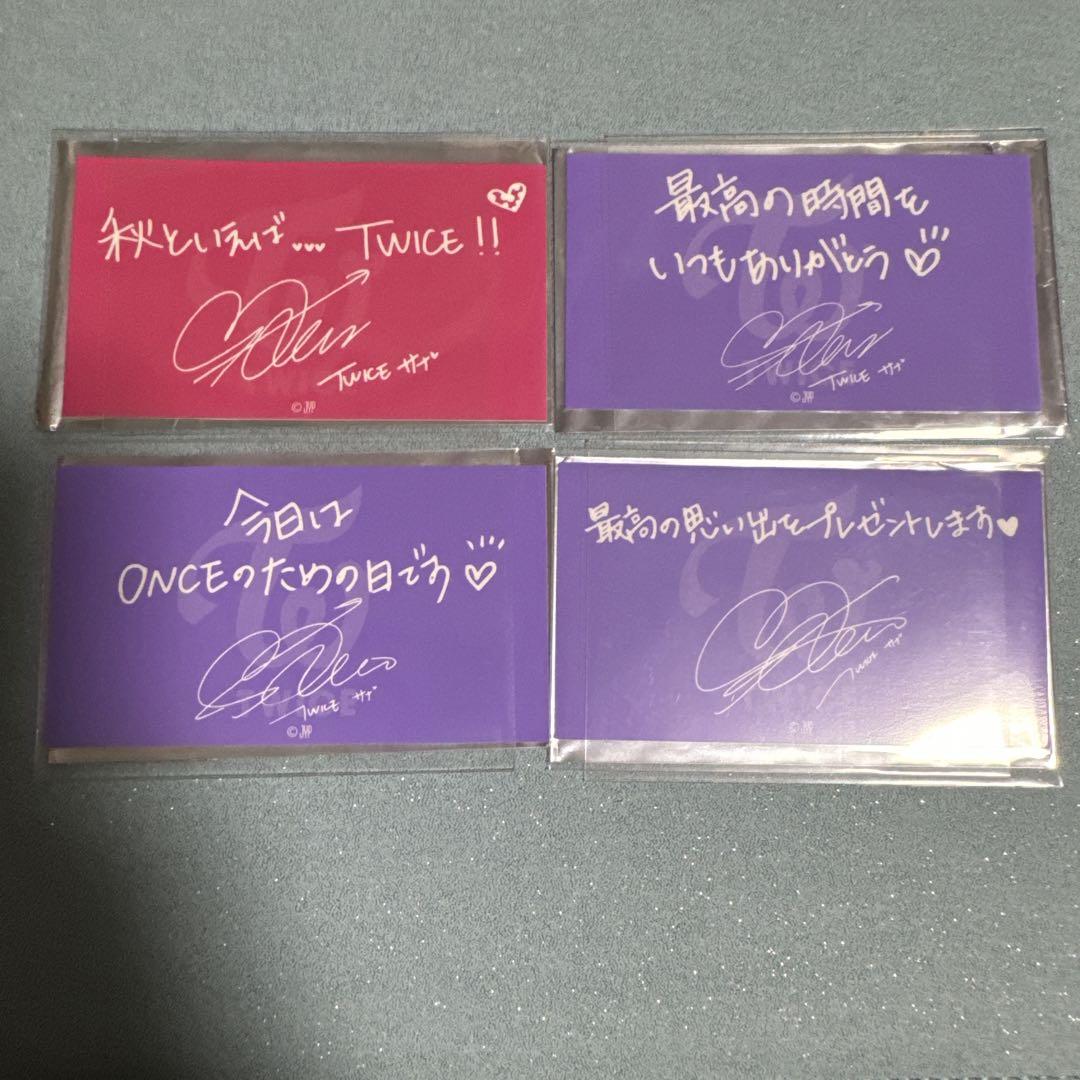 秋といえば... TWICE!!
TWICE サナ
© JYP
最高の時間を
いつもありがとう
TWICE サナ
© JYP
今日は
ONCEのための日です
TWICE サナ
TWICE
© JYP
最高の思い出をプレゼントします
TWICE サナ
© JYP